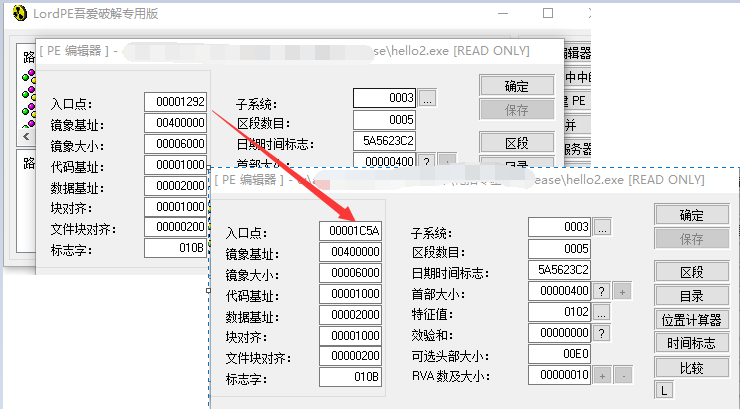 LordPE吾爱破解专用版
[ PE 编辑器 ] - ease\hello2.exe [READ ONLY]
入口点： 00001292 子系统： 0003 ... 确定
镜象基址： 00400000 区段数目： 0005 保存
镜象大小： 00006000 日期时间标志： 5A5623C2 区段
代码基址： 00001000 首部大小： 00000400 ? + 目录
数据基址： 00002000
块对齐： 00001000
文件块对齐： 00000200
标志字： 010B
路
路
编辑器
中中的
建 PE
并
服务器
[ PE 编辑器 ] - ease\hello2.exe [READ ONLY]
入口点： 00001C5A 子系统： 0003 ... 确定
镜象基址： 00400000 区段数目： 0005 保存
镜象大小： 00006000 日期时间标志： 5A5623C2
代码基址： 00001000 首部大小： 00000400 ? + 区段
数据基址： 00002000 特征值： 0102 ... 目录
块对齐： 00001000 效验和： 00000000 ? 位置计算器
文件块对齐： 00000200 可选头部大小： 00E0 时间标志
标志字： 010B RVA 数及大小： 00000010 + - 比较
L